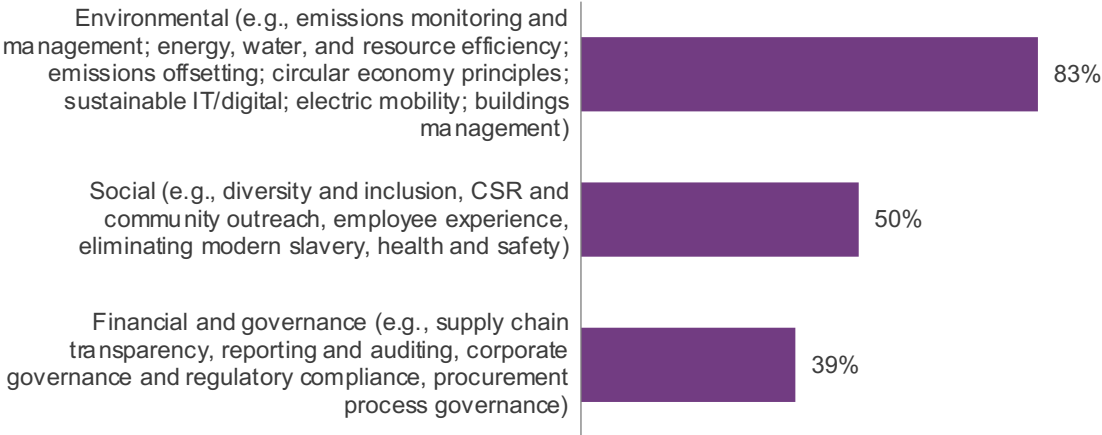 Environmental (e.g., emissions monitoring and
management; energy, water, and resource efficiency;
emissions offsetting; circular economy principles;
sustainable IT/digital; electric mobility; buildings
management)
83%
Social (e.g., diversity and inclusion, CSR and
community outreach, employee experience,
eliminating modern slavery, health and safety)
50%
Financial and governance (e.g., supply chain
transparency, reporting and auditing, corporate
governance and regulatory compliance, procurement
process governance)
39%